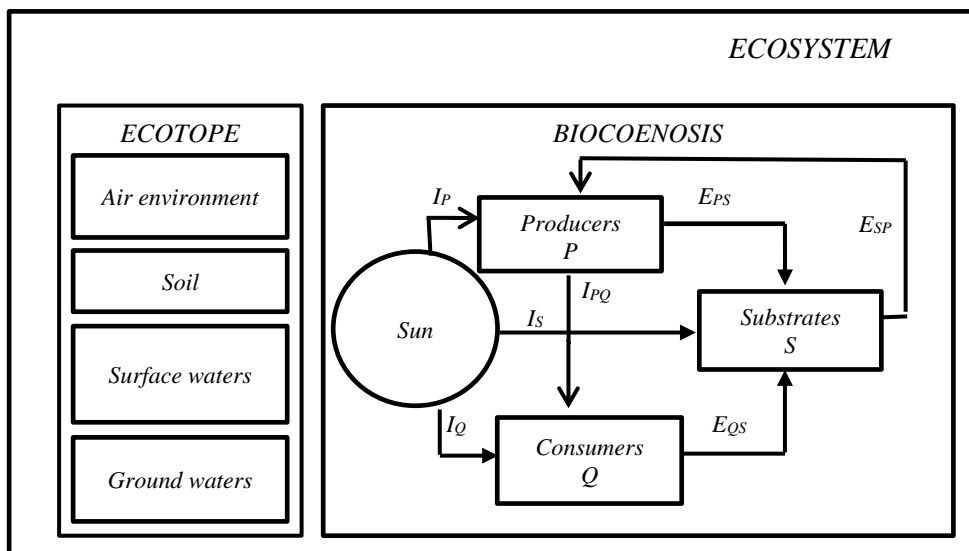 ECOSYSTEM
ECOTOPE
Air environment
Soil
Surface waters
Ground waters
BIOCOENOSIS
IP
Producers
P
EPS
ESP
IPQ
Sun
IS
Substrates
S
IQ
Consumers
Q
EQS